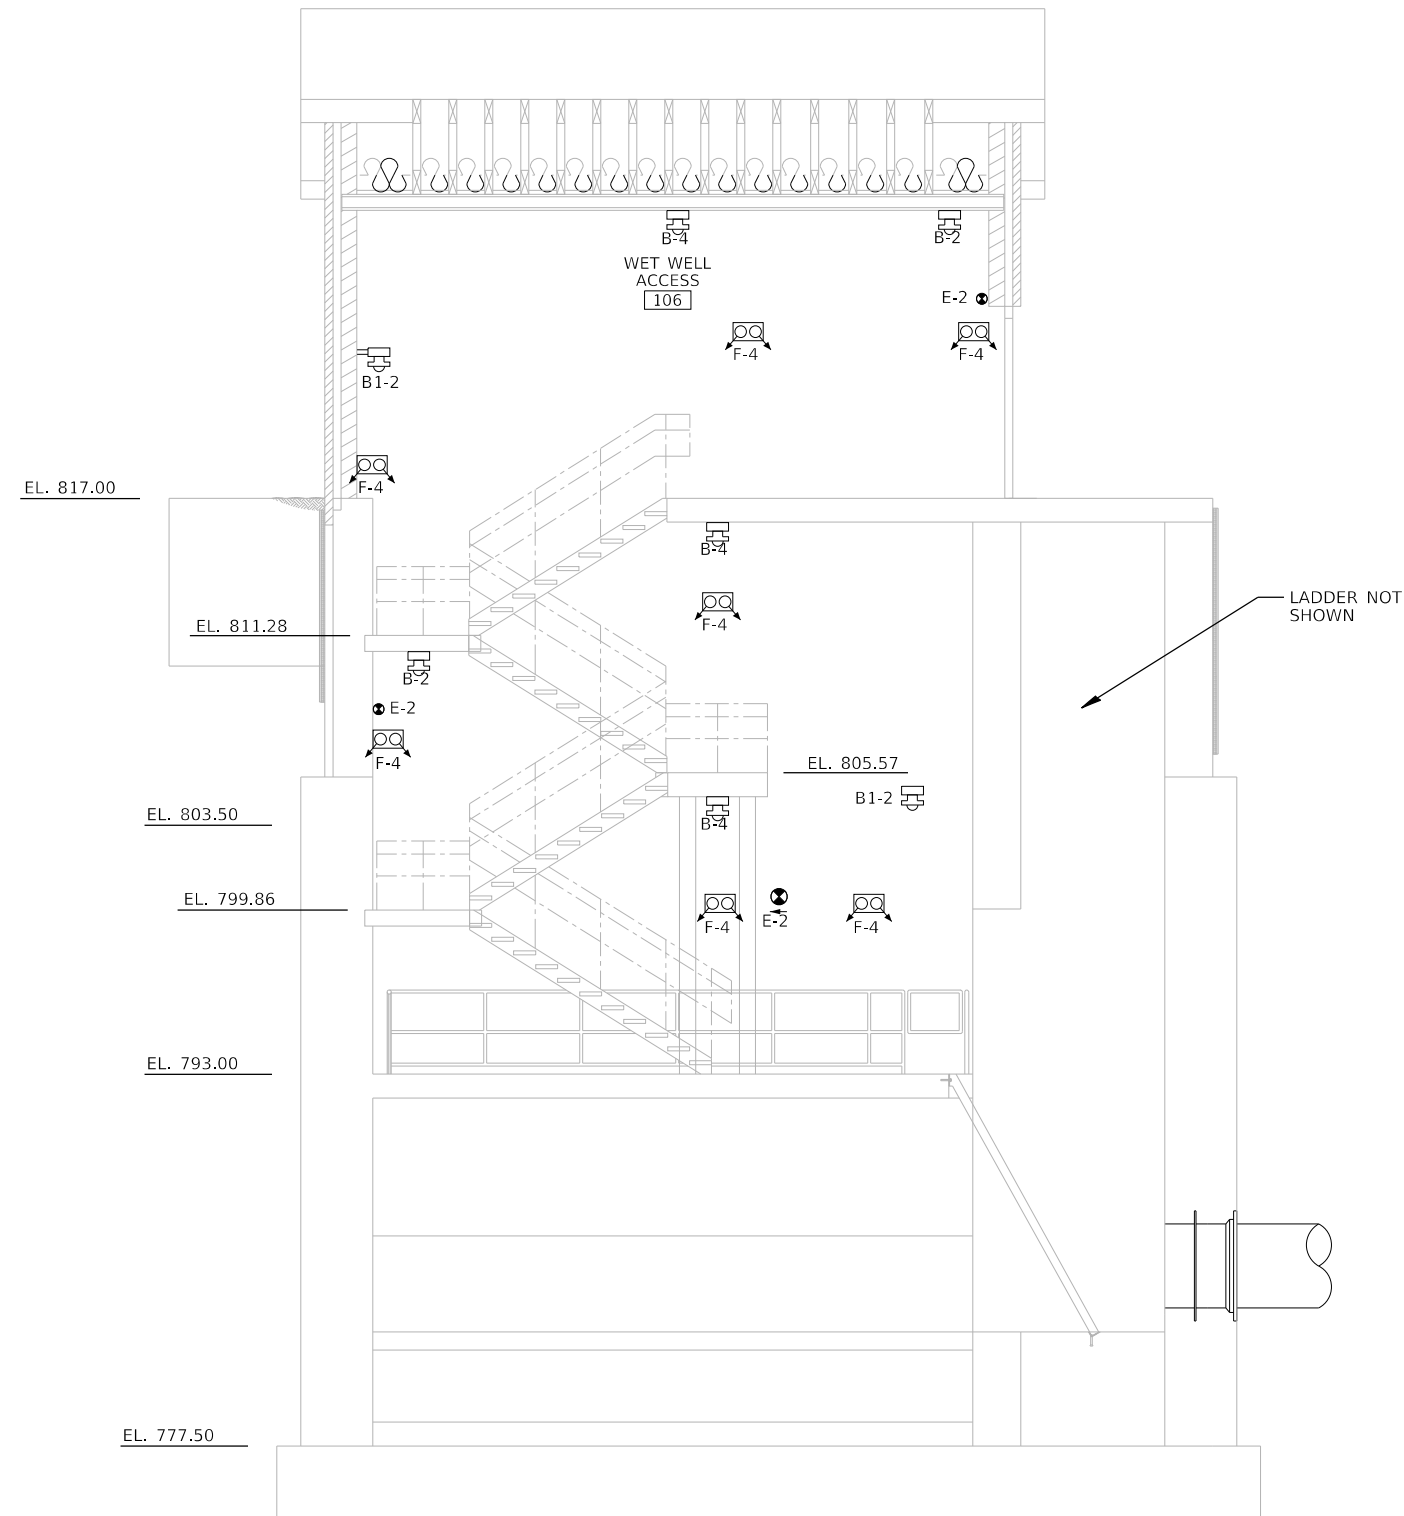 B-4
B-2
WET WELL
ACCESS
106
E-2
F-4
F-4
B1-2
F-4
EL. 817.00
B-4
LADDER NOT
SHOWN
F-4
EL. 811.28
B-2
E-2
F-4
EL. 805.57
B1-2
EL. 803.50
B-4
EL. 799.86
F-4
E-2
F-4
EL. 793.00
EL. 777.50